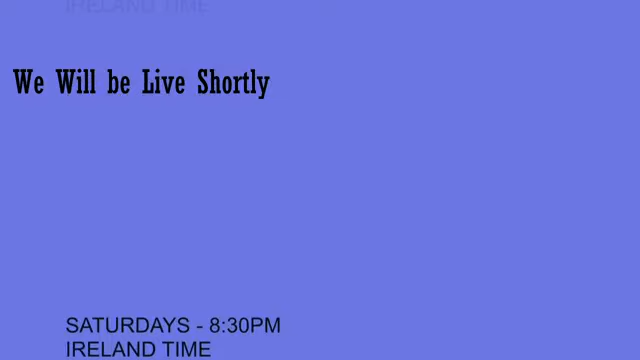 IRELAND TIME
We Will be Live Shortly
SATURDAYS - 8:30PM
IRELAND TIME